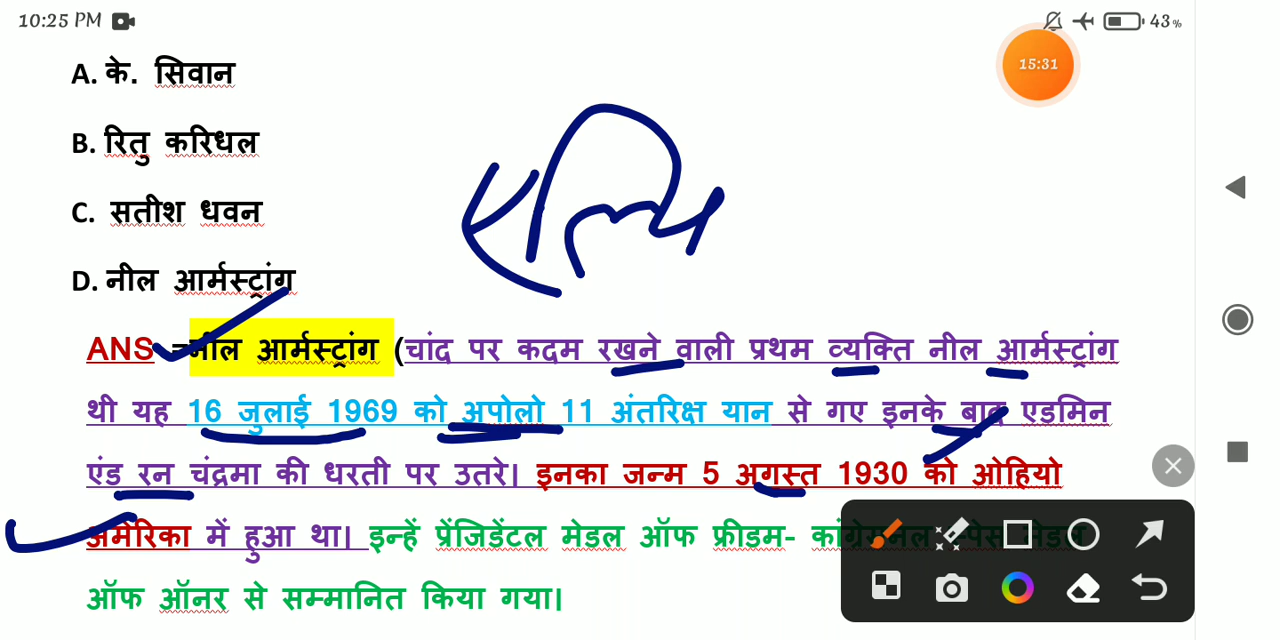 10:25 PM
43%
15:31
A. के. सिवान
B. रितु करिधल
C. सतीश धवन
D. नील आर्मस्ट्रांग
ANS नील आर्मस्ट्रांग (चांद पर कदम रखने वाली प्रथम व्यक्ति नील आर्मस्ट्रांग
थी यह 16 जुलाई 1969 को अपोलो 11 अंतरिक्ष यान से गए इनके बाद एडमिन
एंड रन चंद्रमा की धरती पर उतरे। इनका जन्म 5 अगस्त 1930 को ओहियो
अमेरिका में हुआ था। इन्हें प्रेंजिडेंटल मेडल ऑफ फ्रीडम-
ऑफ ऑनर से सम्मानित किया गया।